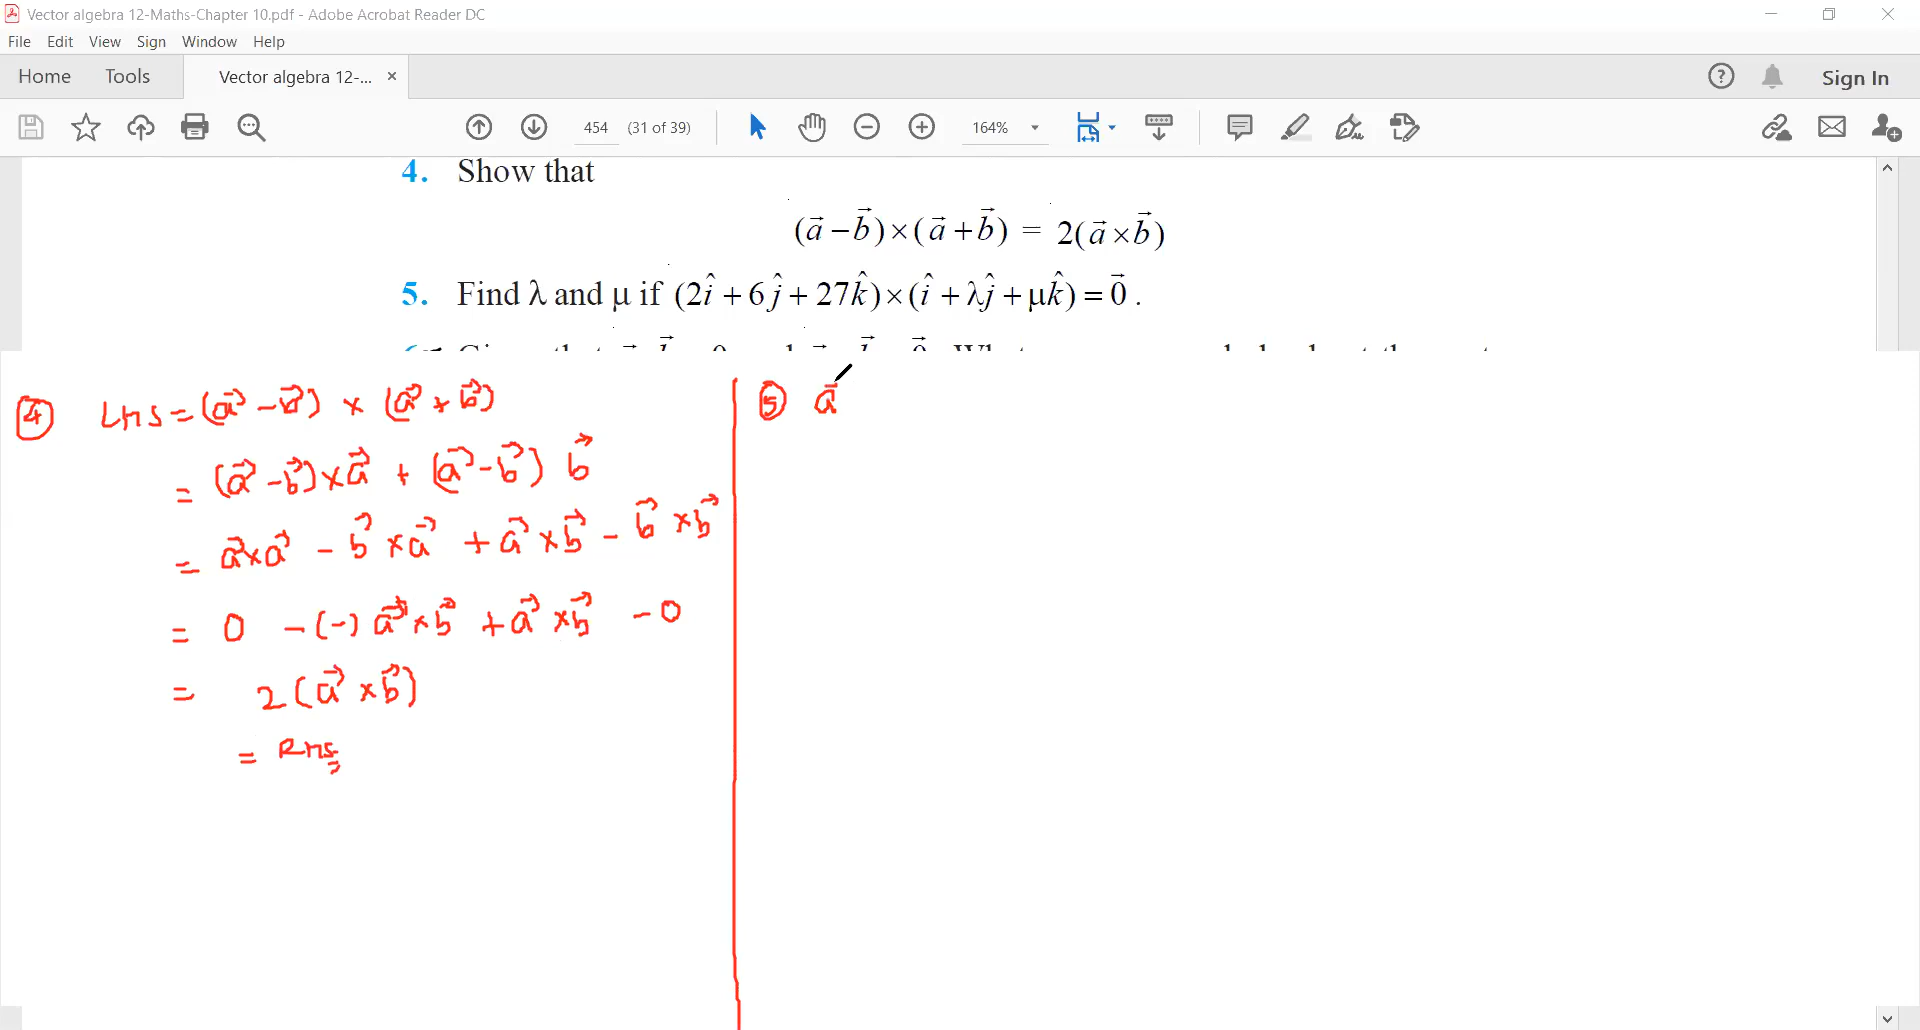 Vector algebra 12-Maths-Chapter 10.pdf - Adobe Acrobat Reader DC
File Edit View Sign Window Help
Home Tools Vector algebra 12-... × Sign In
454 (31 of 39) 164%
4. Show that
(a⃗ − b⃗) × (a⃗ + b⃗) = 2(a⃗ × b⃗)
5. Find λ and μ if (2î + 6ĵ + 27k̂) × (î + λĵ + μk̂) = 0⃗ .
④ LHS = (a⃗ − b⃗) × (a⃗ + b⃗)
= (a⃗ − b⃗) × a⃗ + (a⃗ − b⃗) b⃗
= a⃗ × a⃗ − b⃗ × a⃗ + a⃗ × b⃗ − b⃗ × b⃗
= 0 − (−) a⃗ × b⃗ + a⃗ × b⃗ − 0
= 2 (a⃗ × b⃗)
= RHS
⑤ a⃗